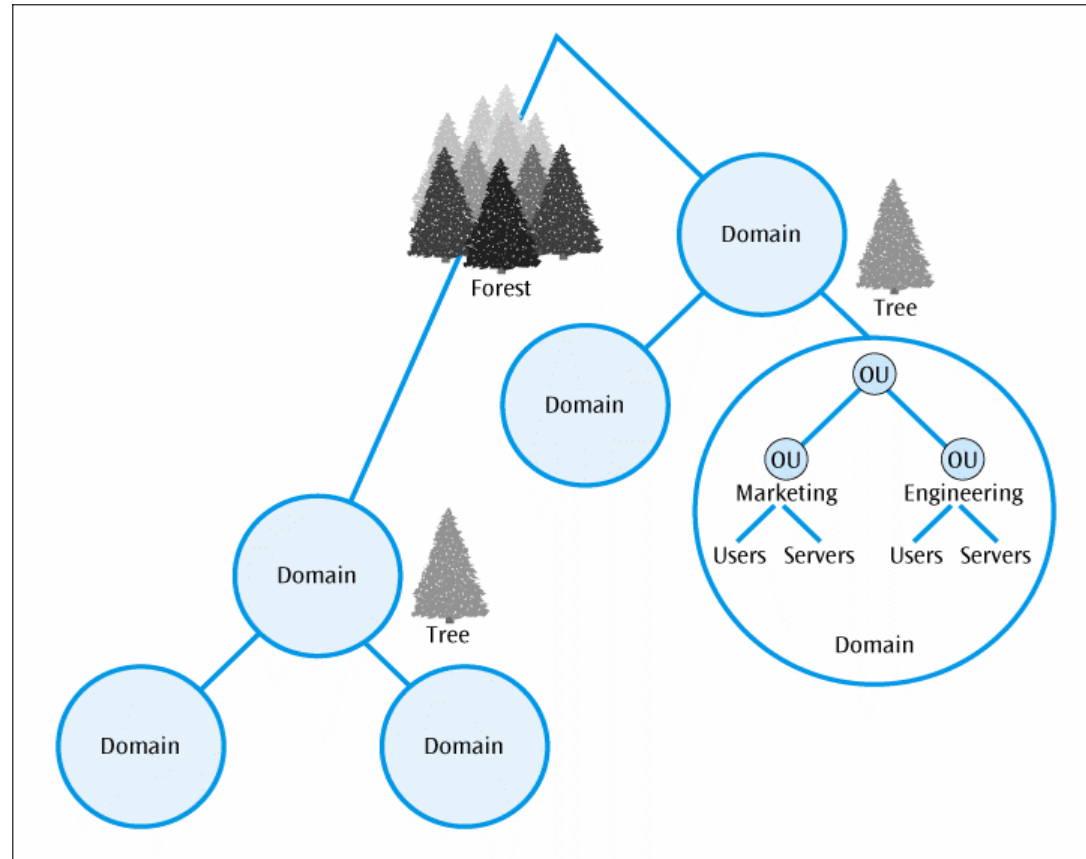 Domain
Forest
Tree
Domain
OU
OU OU
Marketing Engineering
Users Servers Users Servers
Domain
Domain
Tree
Domain Domain